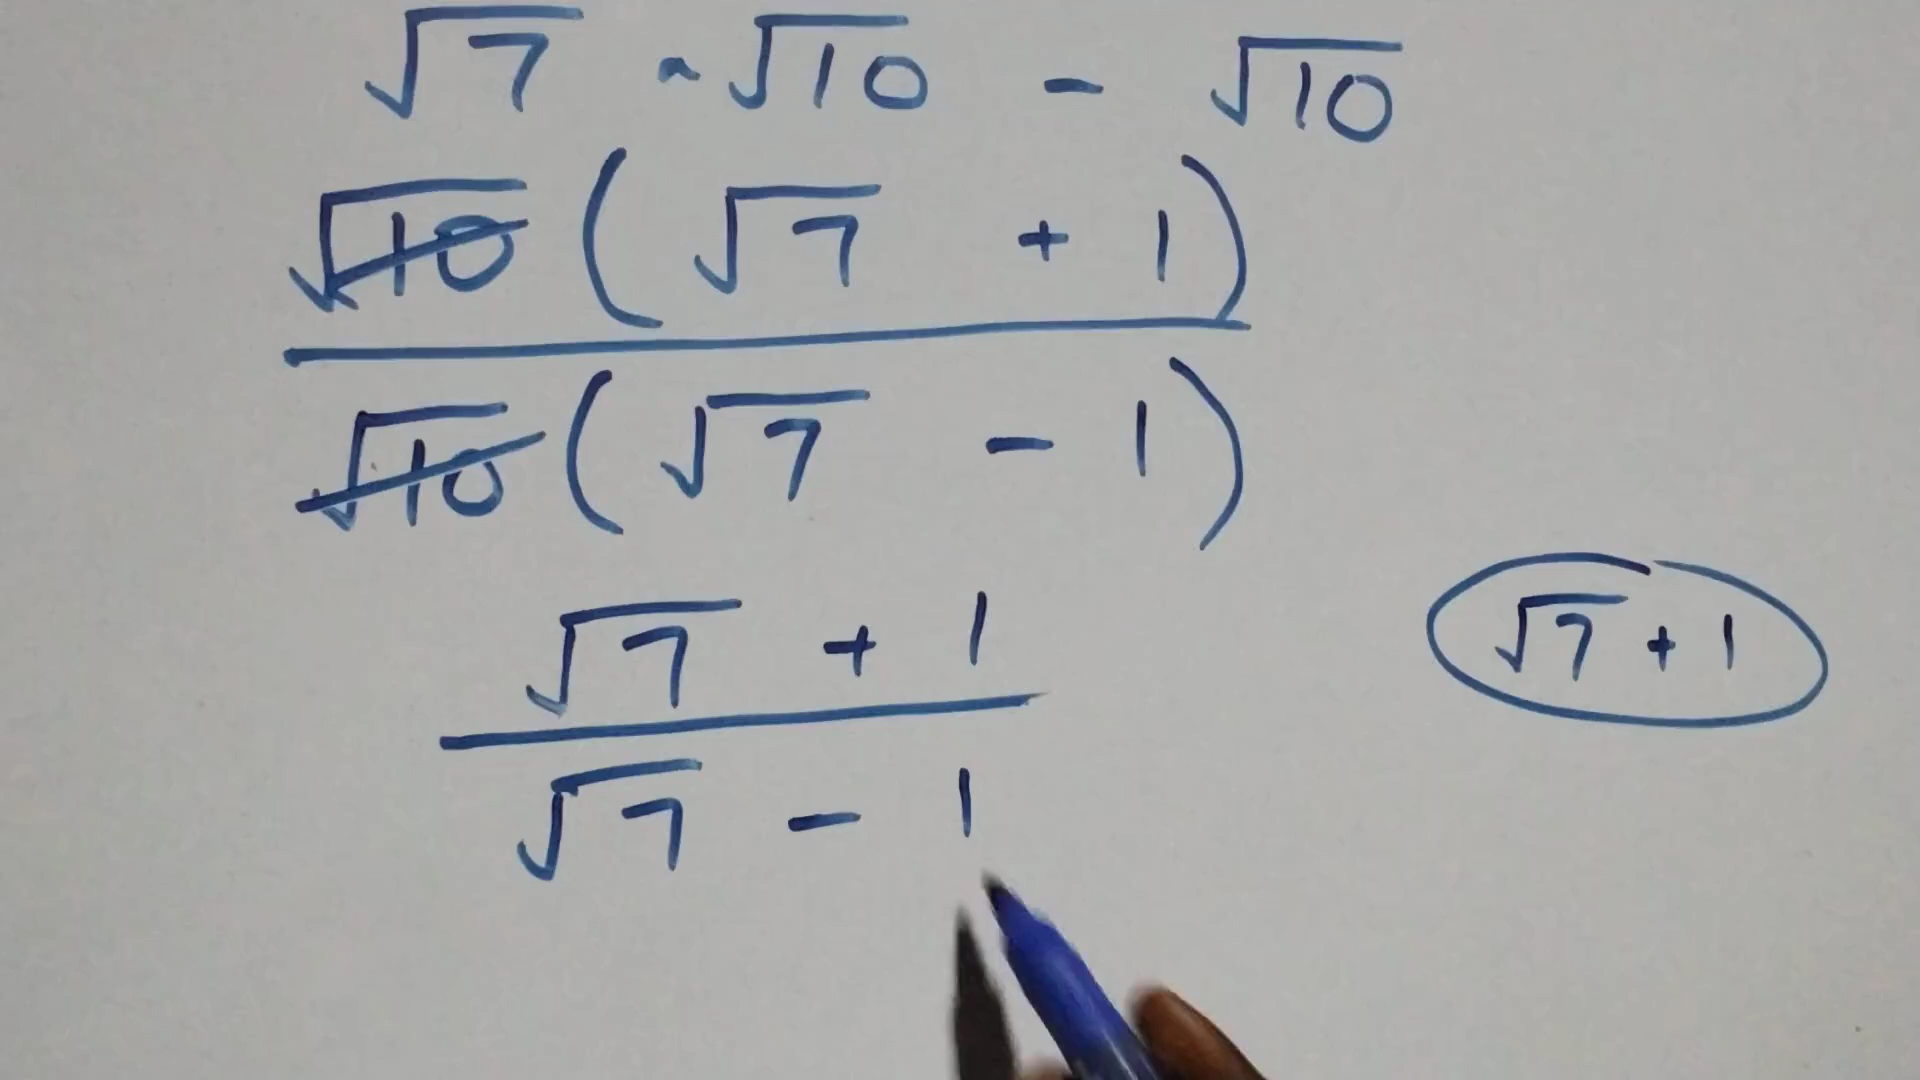 √7 · √10 - √10
√10 (√7 + 1)
√10 (√7 - 1)
√7 + 1
√7 - 1
√7 + 1